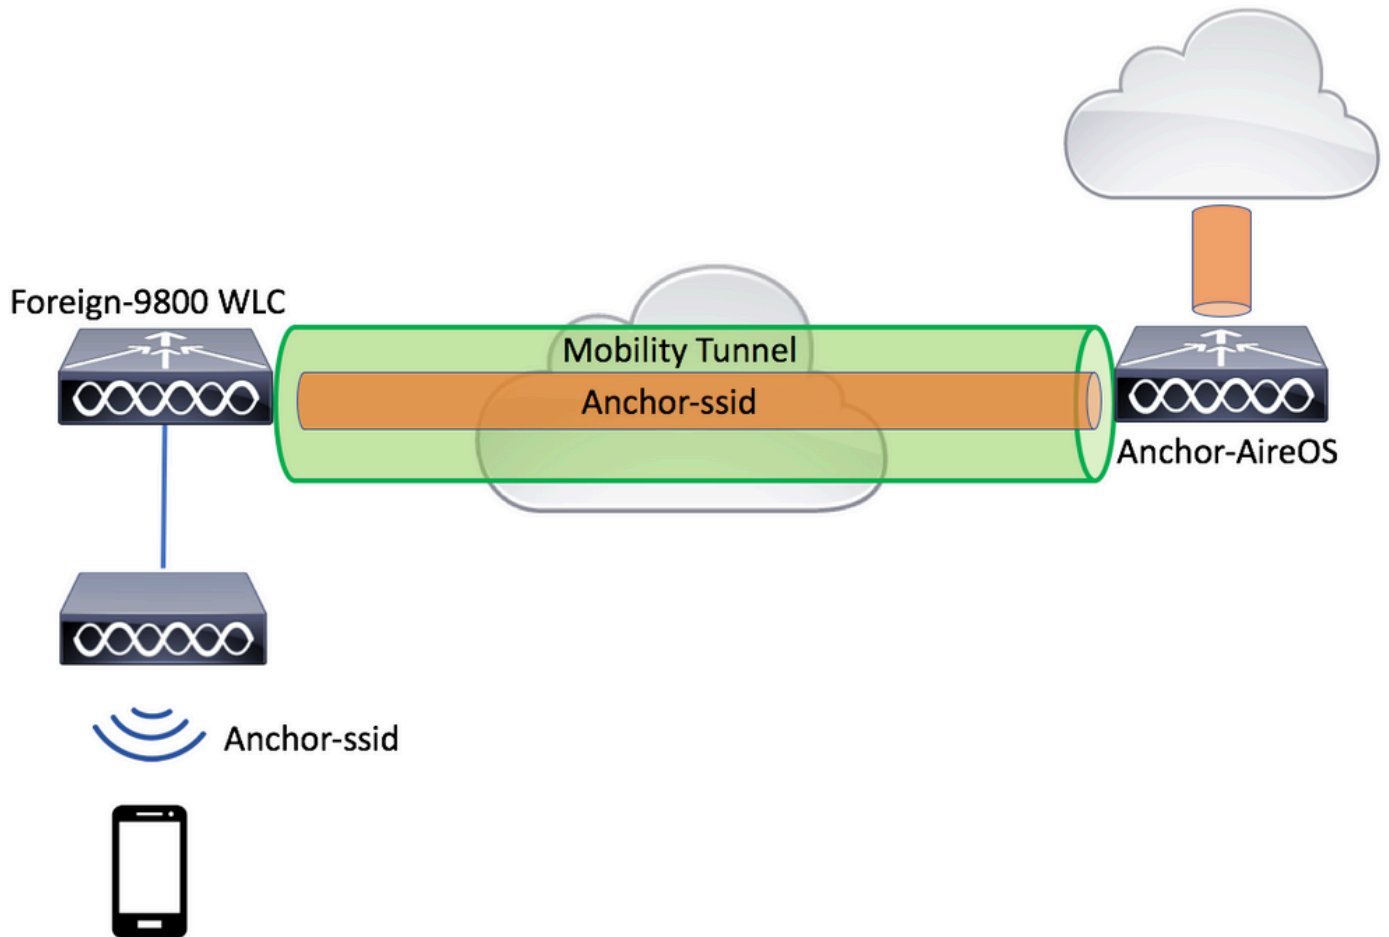 Foreign-9800 WLC
Mobility Tunnel
Anchor-ssid
Anchor-AireOS
Anchor-ssid